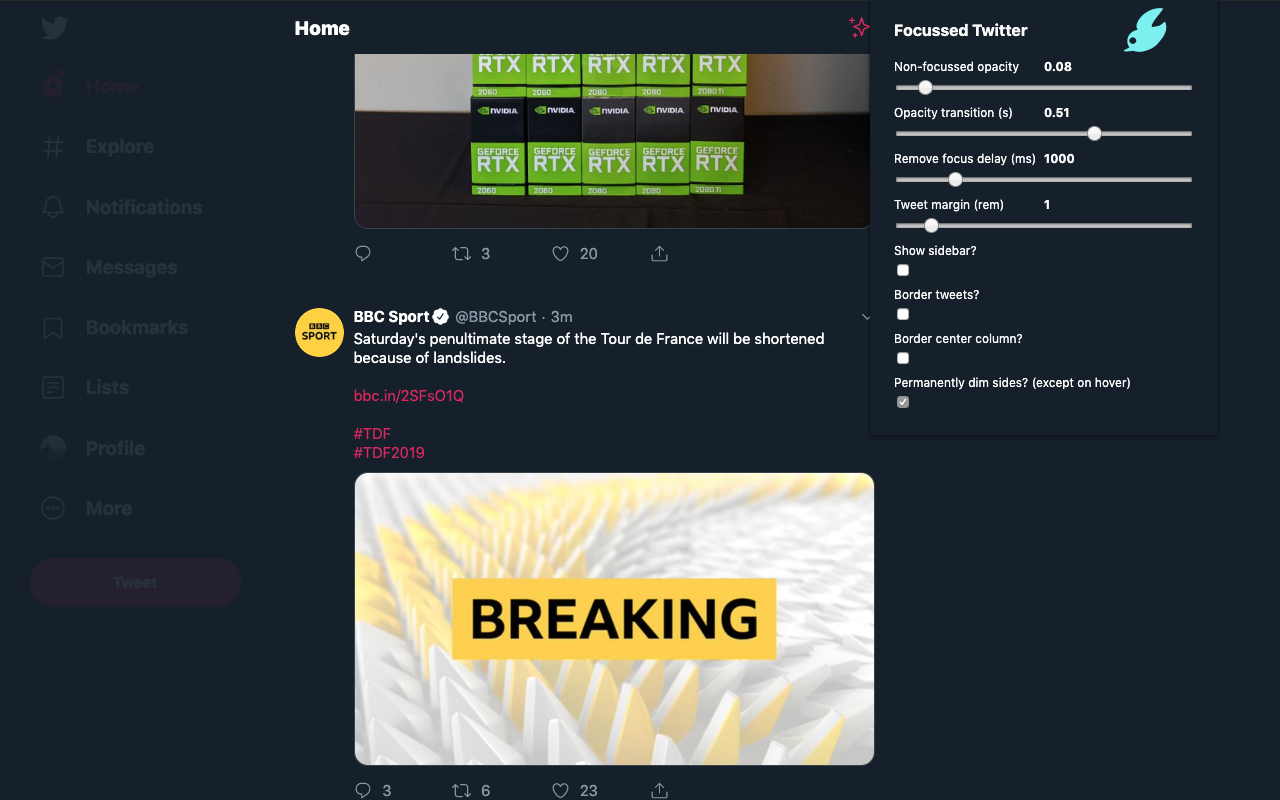 Home
Explore
Notifications
Messages
Bookmarks
Lists
Profile
More
Tweet
Home
RTX RTX RTX RTX RTX
2060 2060 2080 2080 2080 Ti
NVIDIA. NVIDIA. NVIDIA. NVIDIA. NVIDIA.
GEFORCE GEFORCE GEFORCE GEFORCE GEFORCE
RTX RTX RTX RTX RTX
2060 2060 2080 2080 2080 Ti
3 20
BBC
SPORT
BBC Sport @BBCSport · 3m
Saturday's penultimate stage of the Tour de France will be shortened
because of landslides.
bbc.in/2SFsO1Q
#TDF
#TDF2019
BREAKING
3 6 23
Focussed Twitter
Non-focussed opacity 0.08
Opacity transition (s) 0.51
Remove focus delay (ms) 1000
Tweet margin (rem) 1
Show sidebar?
Border tweets?
Border center column?
Permanently dim sides? (except on hover)